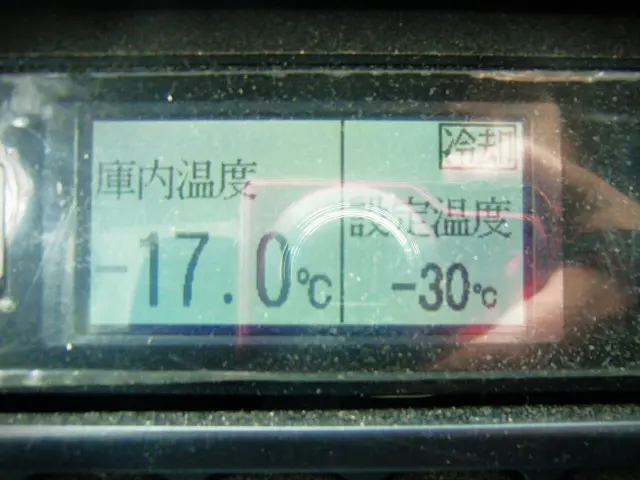 庫内温度
-17.0℃
冷却
設定温度
-30℃